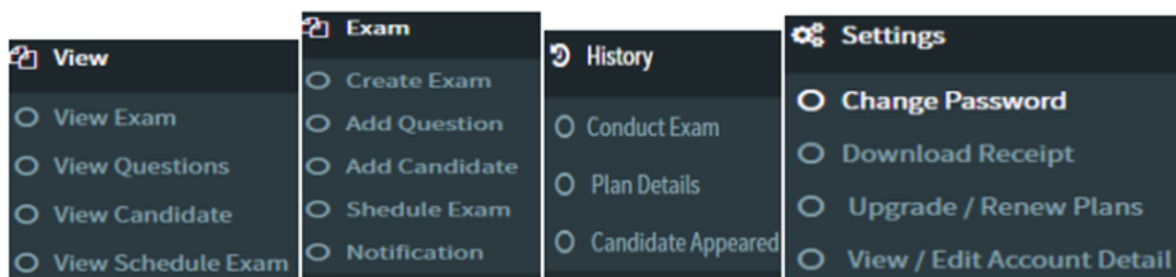 View
View Exam
View Questions
View Candidate
View Schedule Exam
Exam
Create Exam
Add Question
Add Candidate
Shedule Exam
Notification
History
Conduct Exam
Plan Details
Candidate Appeared
Settings
Change Password
Download Receipt
Upgrade / Renew Plans
View / Edit Account Detail